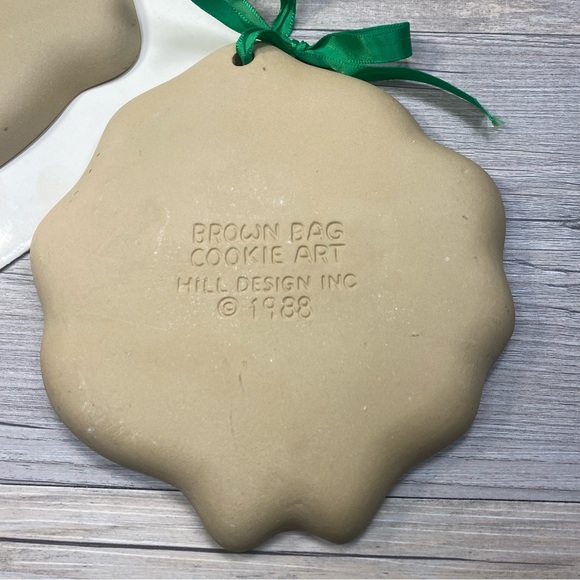 BROWN BAG
COOKIE ART
HILL DESIGN INC
© 1988